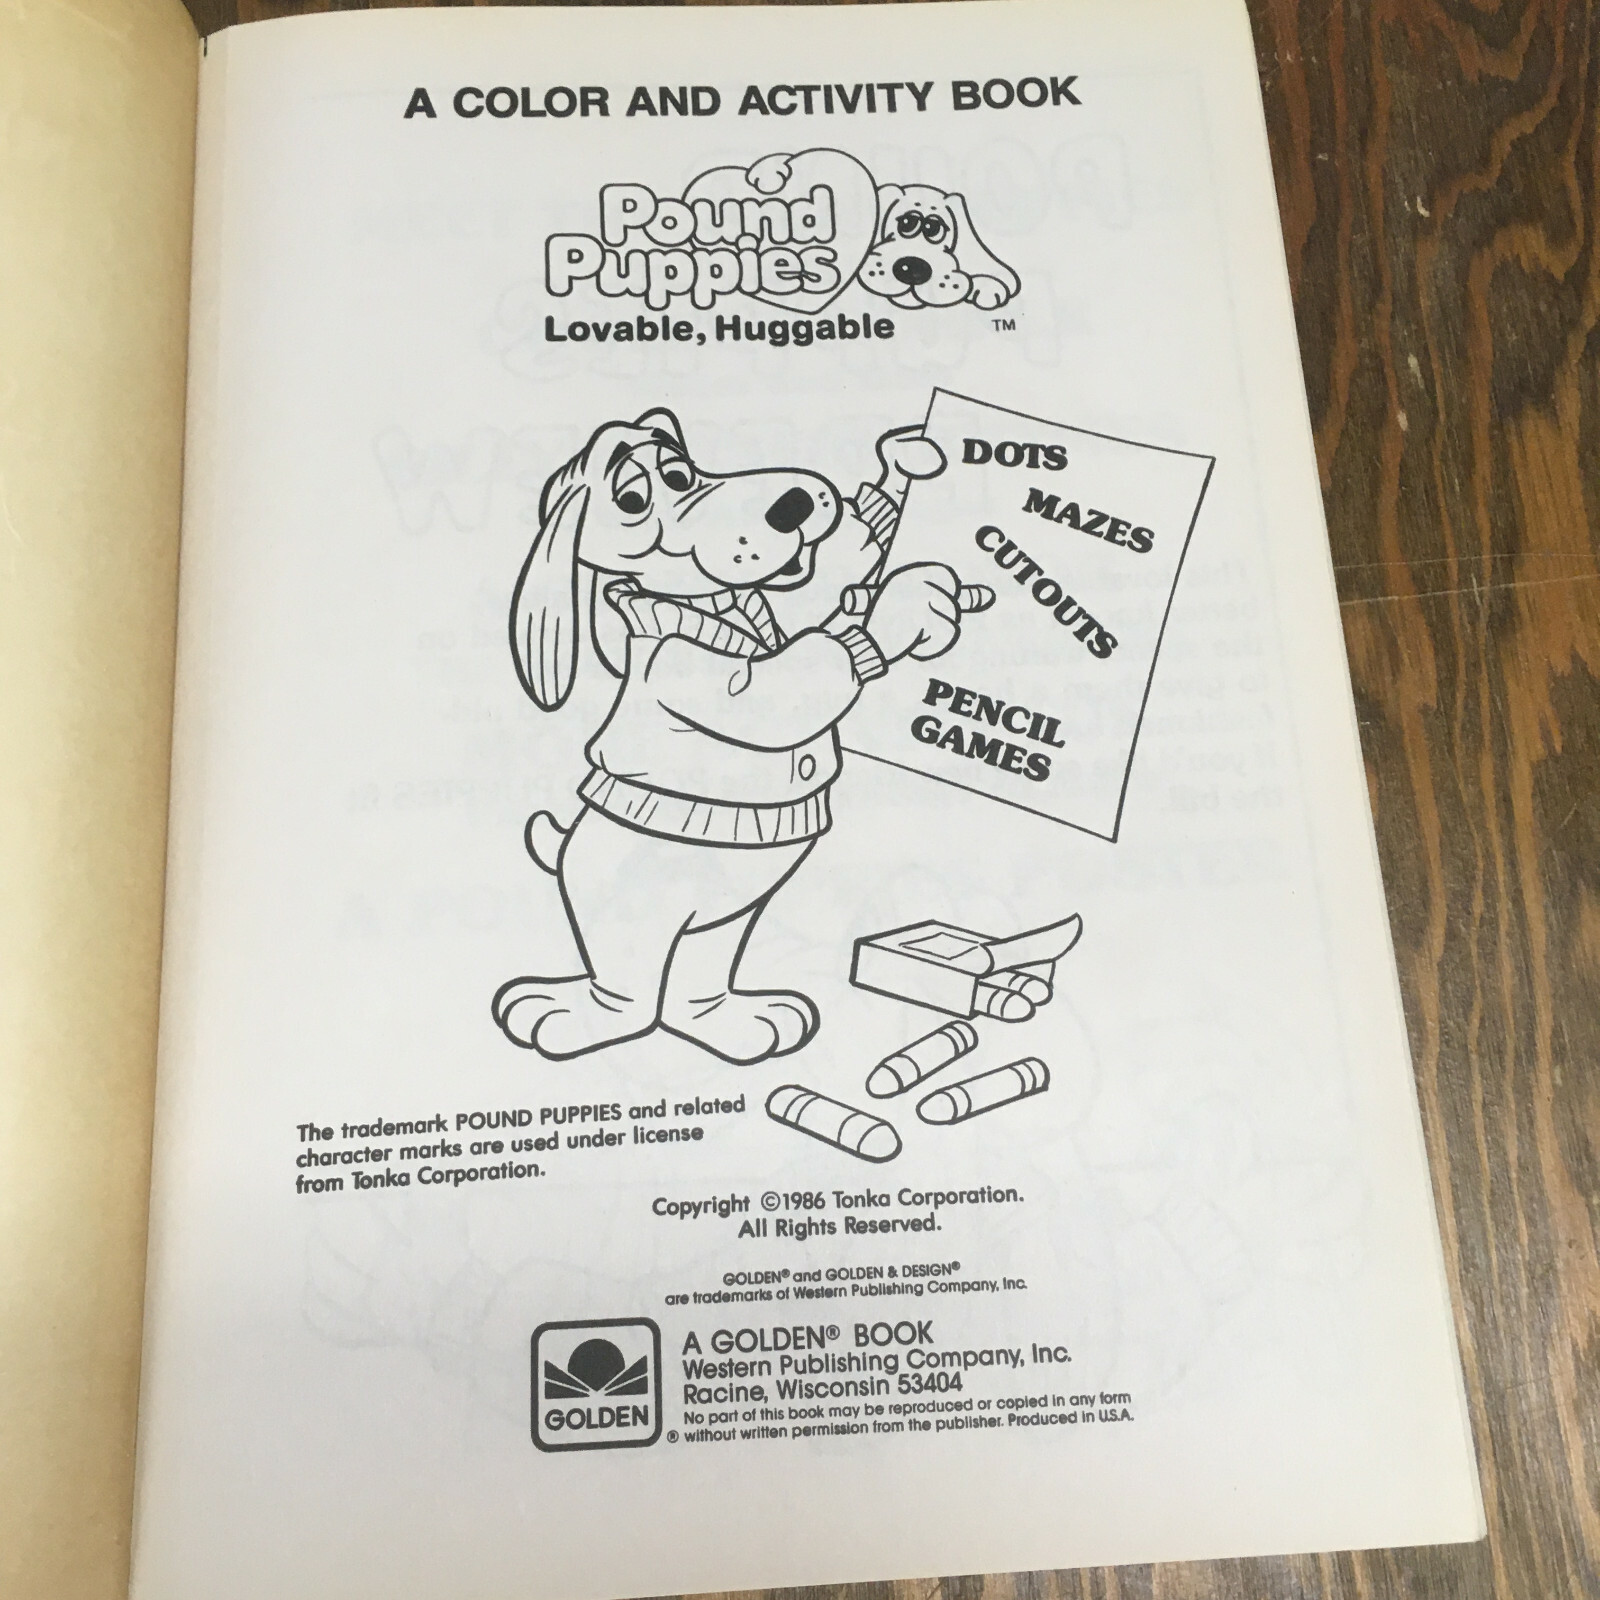 A COLOR AND ACTIVITY BOOK
Pound
Puppies
Lovable, Huggable
TM
DOTS
MAZES
CUTOUTS
PENCIL
GAMES
The trademark POUND PUPPIES and related
character marks are used under license
from Tonka Corporation.
Copyright ©1986 Tonka Corporation.
All Rights Reserved.
GOLDEN® and GOLDEN & DESIGN®
are trademarks of Western Publishing Company, Inc.
GOLDEN
®
A GOLDEN® BOOK
Western Publishing Company, Inc.
Racine, Wisconsin 53404
No part of this book may be reproduced or copied in any form
without written permission from the publisher. Produced in U.S.A.